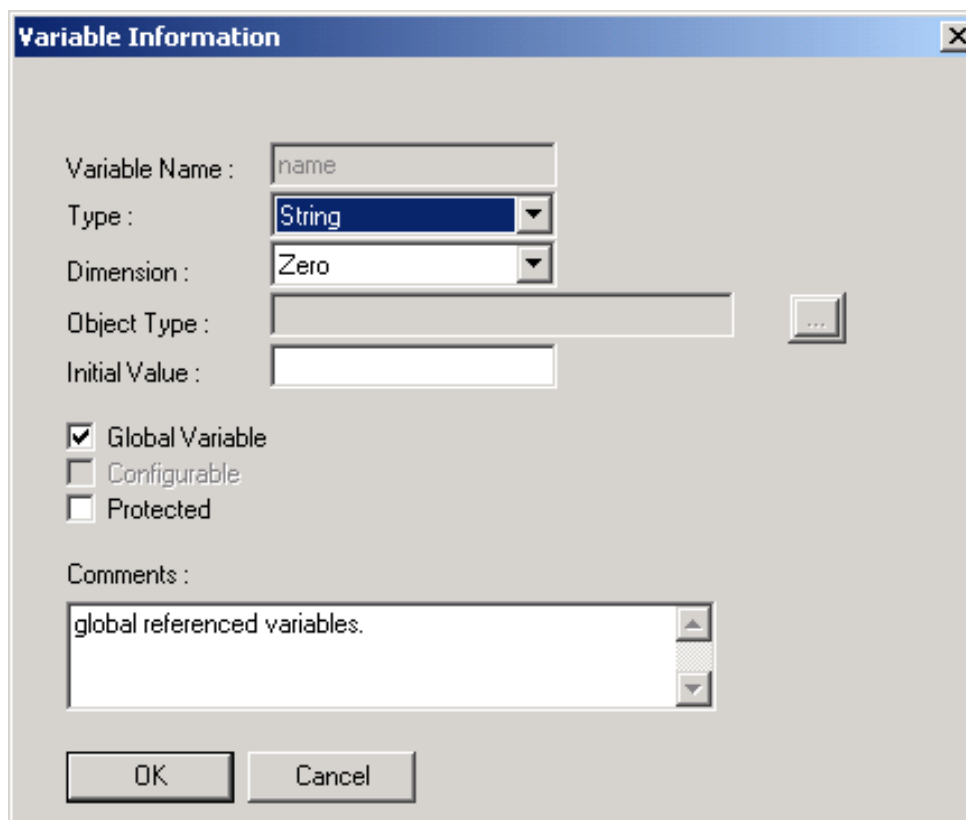 Variable Information
Variable Name : name
Type : String
Dimension : Zero
Object Type : ...
Initial Value :
Global Variable
Configurable
Protected
Comments :
global referenced variables.
OK Cancel